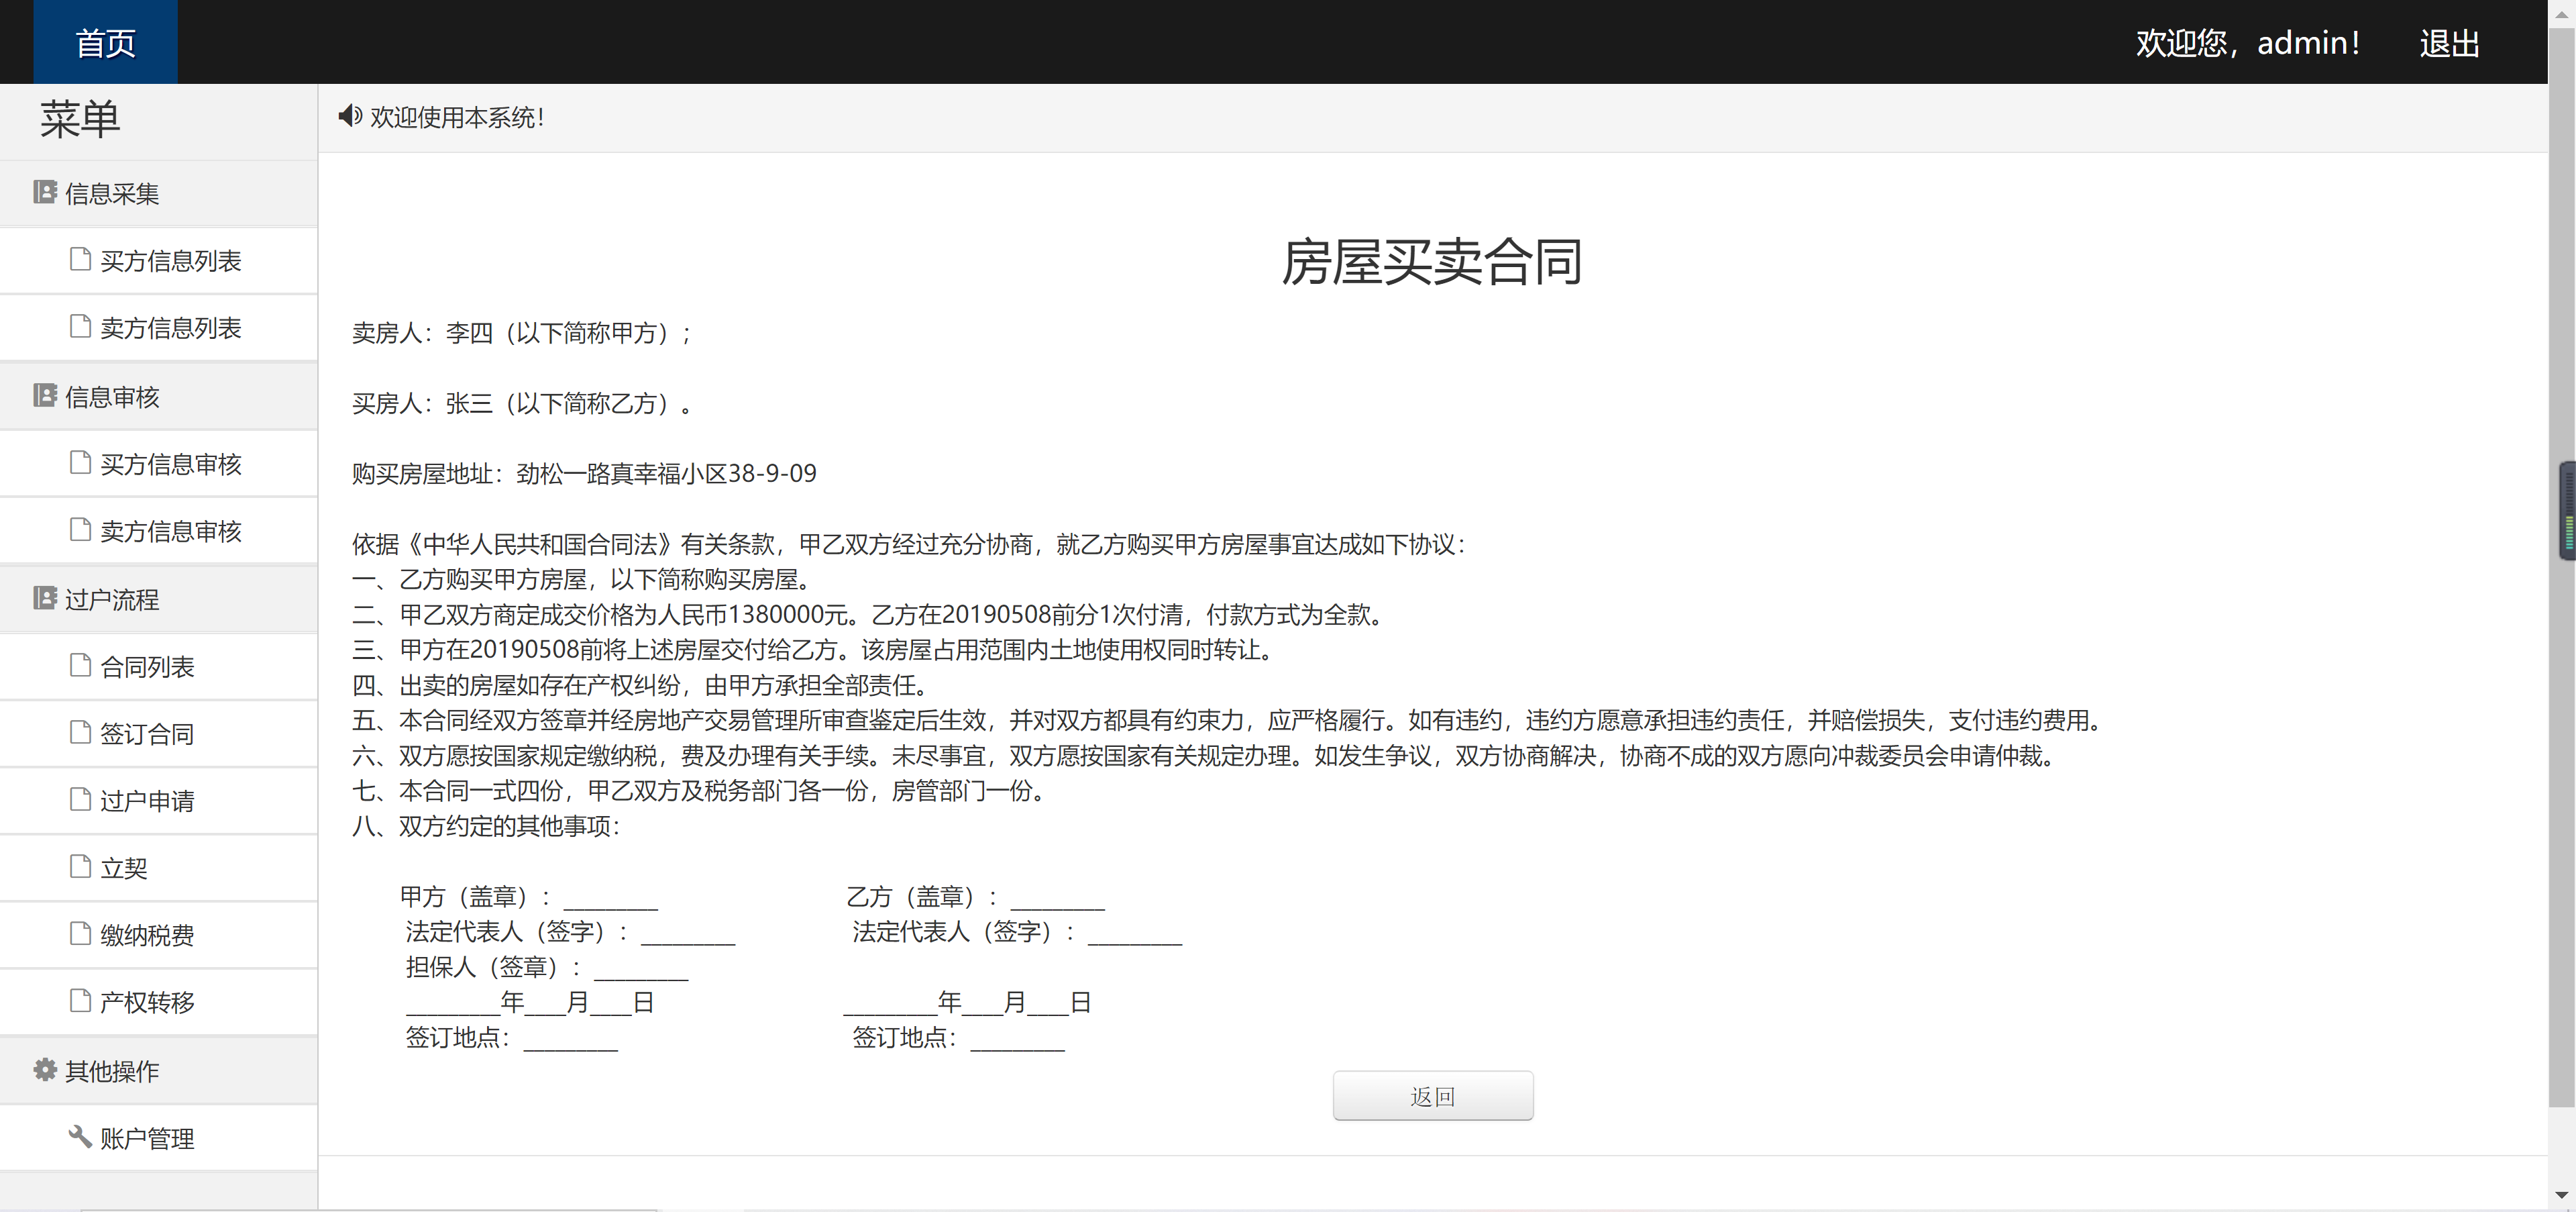 首页
欢迎您，admin！
退出
菜单
欢迎使用本系统！
信息采集
买方信息列表
卖方信息列表
信息审核
买方信息审核
卖方信息审核
过户流程
合同列表
签订合同
过户申请
立契
缴纳税费
产权转移
其他操作
账户管理
房屋买卖合同
卖房人：李四（以下简称甲方）；
买房人：张三（以下简称乙方）。
购买房屋地址：劲松一路真幸福小区38-9-09
依据《中华人民共和国合同法》有关条款，甲乙双方经过充分协商，就乙方购买甲方房屋事宜达成如下协议：
一、乙方购买甲方房屋，以下简称购买房屋。
二、甲乙双方商定成交价格为人民币1380000元。乙方在20190508前分1次付清，付款方式为全款。
三、甲方在20190508前将上述房屋交付给乙方。该房屋占用范围内土地使用权同时转让。
四、出卖的房屋如存在产权纠纷，由甲方承担全部责任。
五、本合同经双方签章并经房地产交易管理所审查鉴定后生效，并对双方都具有约束力，应严格履行。如有违约，违约方愿意承担违约责任，并赔偿损失，支付违约费用。
六、双方愿按国家规定缴纳税，费及办理有关手续。未尽事宜，双方愿按国家有关规定办理。如发生争议，双方协商解决，协商不成的双方愿向冲裁委员会申请仲裁。
七、本合同一式四份，甲乙双方及税务部门各一份，房管部门一份。
八、双方约定的其他事项：
甲方（盖章）：_________ 乙方（盖章）：_________
法定代表人（签字）：_________ 法定代表人（签字）：_________
担保人（签章）：_________
_________年____月____日 _________年____月____日
签订地点：_________ 签订地点：_________
返回